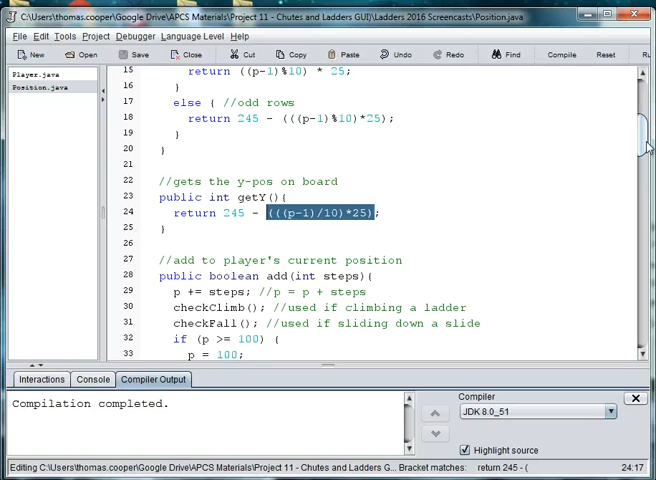 C:\Users\thomas.cooper\Google Drive\APCS Materials\Project 11 - Chutes and Ladders GUI\Ladders 2016 Screencasts\Position.java
File Edit Tools Project Debugger Language Level Help
New Open Save Close Cut Copy Paste Undo Redo Find Compile Reset
Player.java
Position.java
15 return ((p-1)%10) * 25;
16 }
17 else { //odd rows
18 return 245 - (((p-1)%10)*25);
19 }
20 }
21
22 //gets the y-pos on board
23 public int getY(){
24 return 245 - (((p-1)/10)*25);
25 }
26
27 //add to player's current position
28 public boolean add(int steps){
29 p += steps; //p = p + steps
30 checkClimb(); //used if climbing a ladder
31 checkFall(); //used if sliding down a slide
32 if (p >= 100) {
33 p = 100;
Interactions Console Compiler Output
Compilation completed.
Compiler
JDK 8.0_51
Highlight source
Editing C:\Users\thomas.cooper\Google Drive\APCS Materials\Project 11 - Chutes and Ladders G... Bracket matches: return 245 - ( 24:17